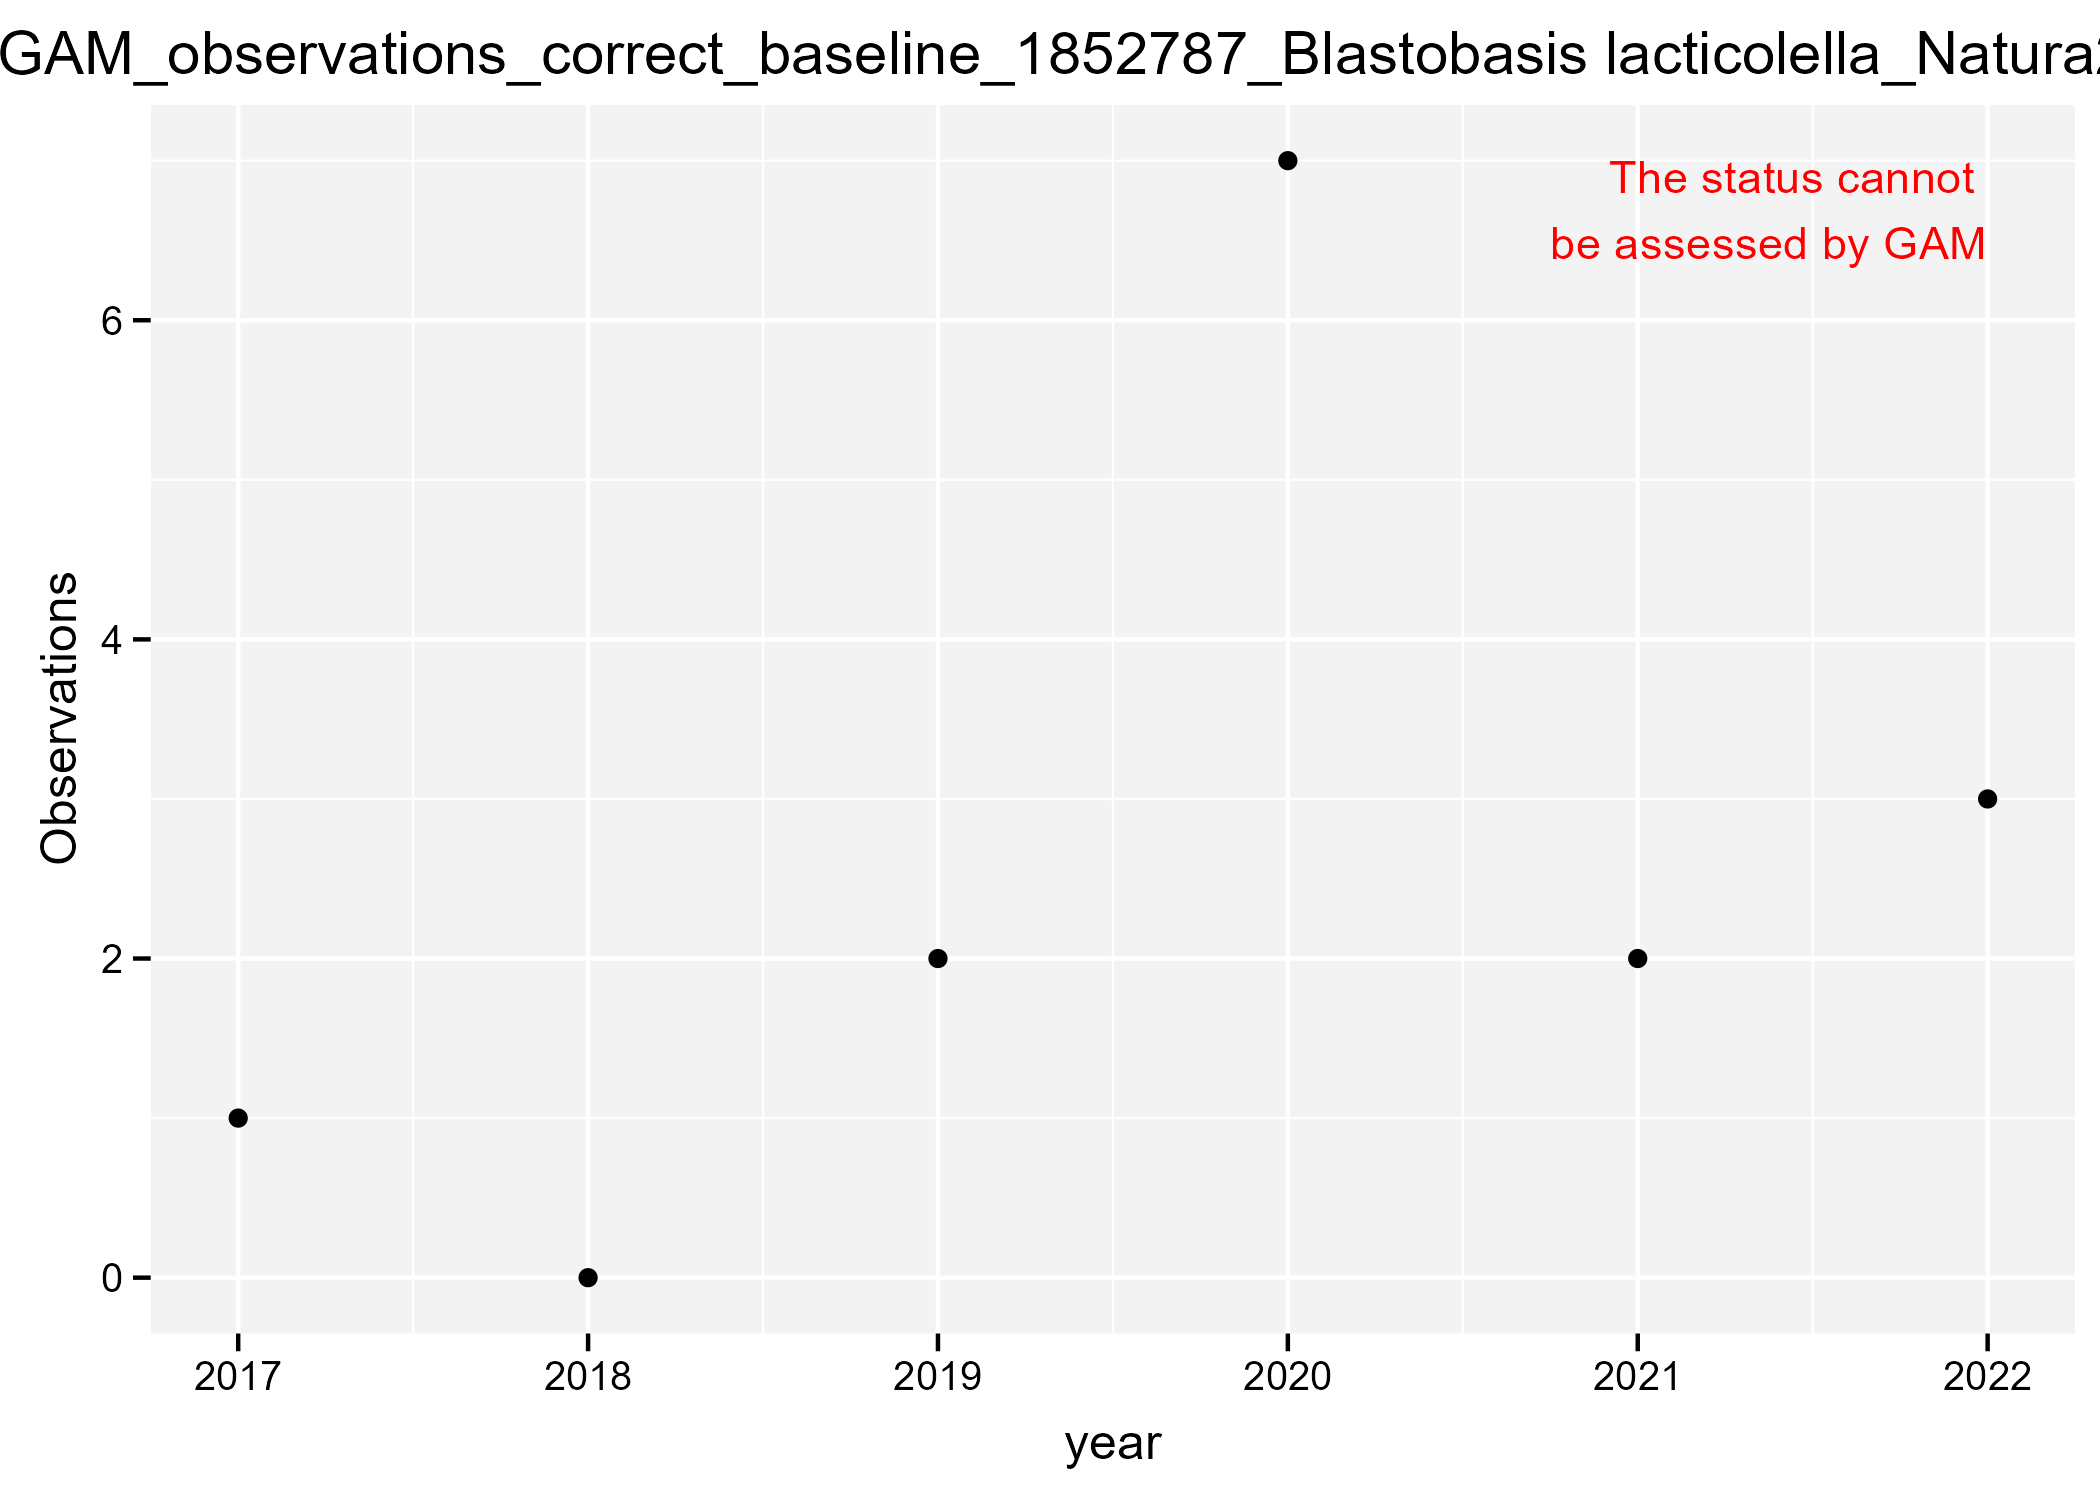 GAM_observations_correct_baseline_1852787_Blastobasis lacticolella_Natura
The status cannot
be assessed by GAM
Observations
6
4
2
0
2017 2018 2019 2020 2021 2022
year